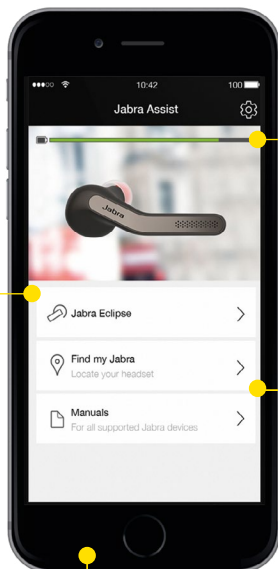 10:42
100
Jabra Assist
Jabra
Jabra Eclipse
Find my Jabra
Locate your headset
Manuals
For all supported Jabra devices